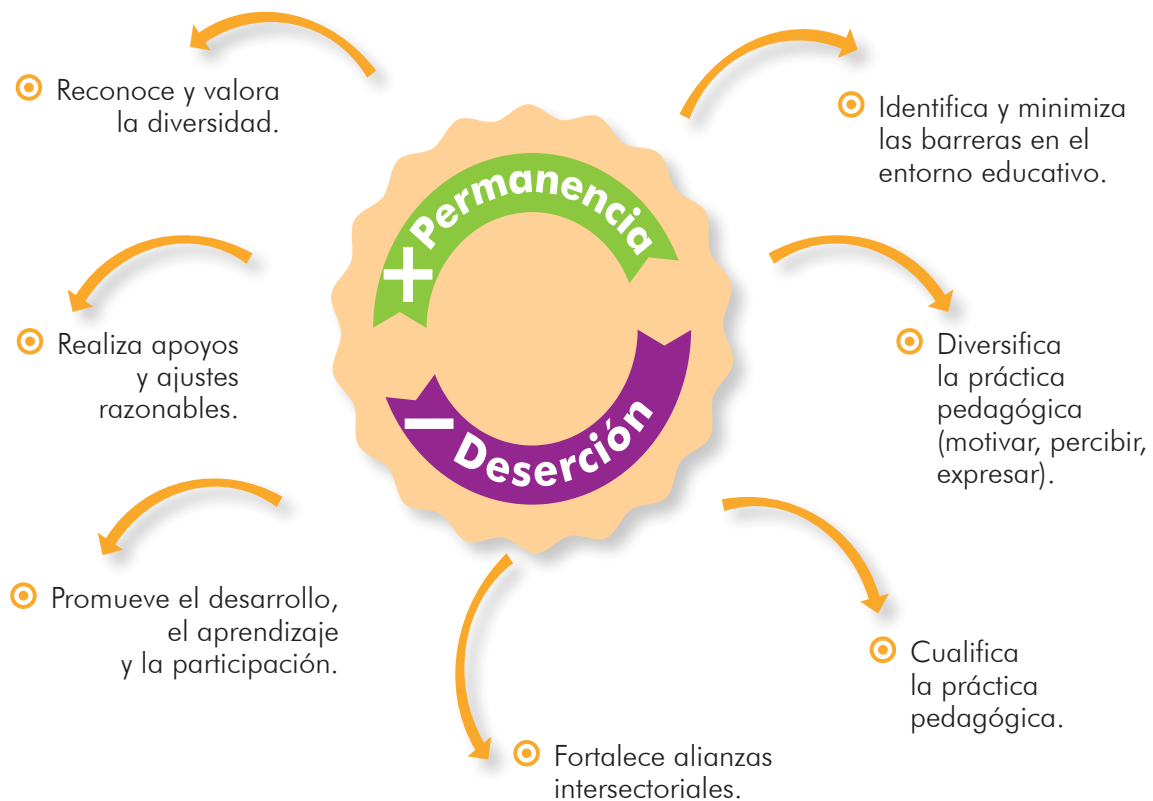 Reconoce y valora
la diversidad.
Identifica y minimiza
las barreras en el
entorno educativo.
+ Permanencia
Realiza apoyos
y ajustes
razonables.
Diversifica
la práctica
pedagógica
(motivar, percibir,
expresar).
– Deserción
Promueve el desarrollo,
el aprendizaje
y la participación.
Cualifica
la práctica
pedagógica.
Fortalece alianzas
intersectoriales.